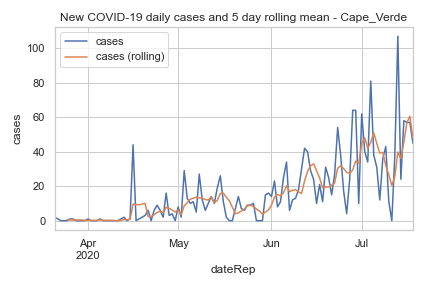 New COVID-19 daily cases and 5 day rolling mean - Cape_Verde
cases
cases (rolling)
100
80
60
40
20
0
cases
Apr
2020
May
Jun
Jul
dateRep